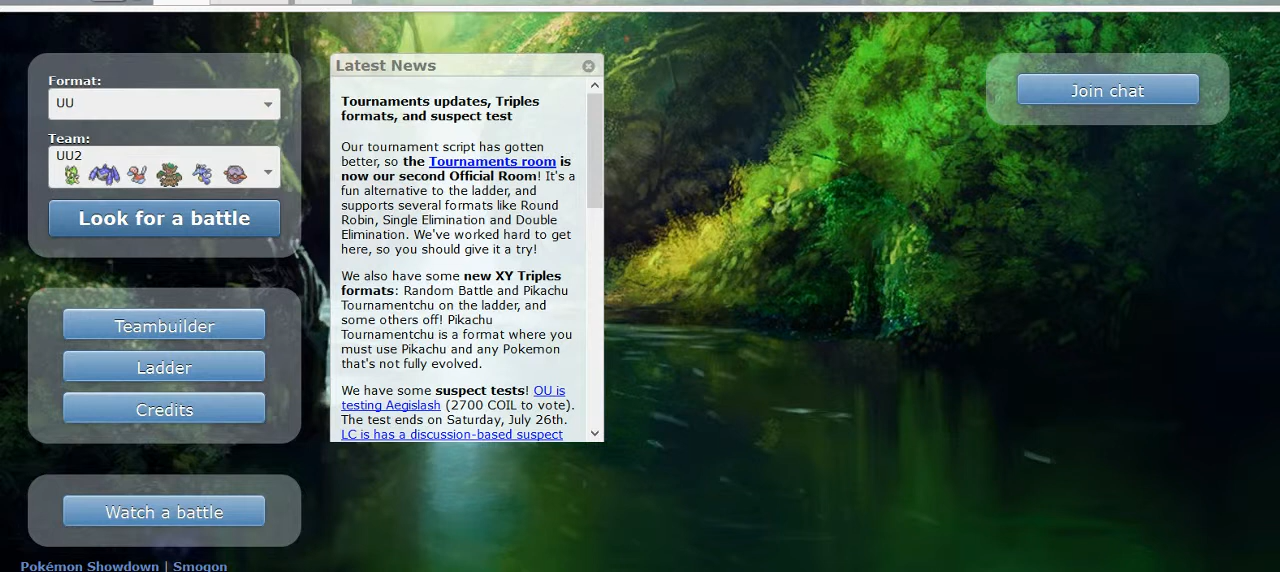 Format:
UU
Team:
UU2
Look for a battle
Teambuilder
Ladder
Credits
Watch a battle
Pokémon Showdown | Smogon
Latest News
Tournaments updates, Triples
formats, and suspect test
Our tournament script has gotten
better, so the Tournaments room is
now our second Official Room! It's a
fun alternative to the ladder, and
supports several formats like Round
Robin, Single Elimination and Double
Elimination. We've worked hard to get
here, so you should give it a try!
We also have some new XY Triples
formats: Random Battle and Pikachu
Tournamentchu on the ladder, and
some others off! Pikachu
Tournamentchu is a format where you
must use Pikachu and any Pokemon
that's not fully evolved.
We have some suspect tests! OU is
testing Aegislash (2700 COIL to vote).
The test ends on Saturday, July 26th.
LC is has a discussion-based suspect
Join chat